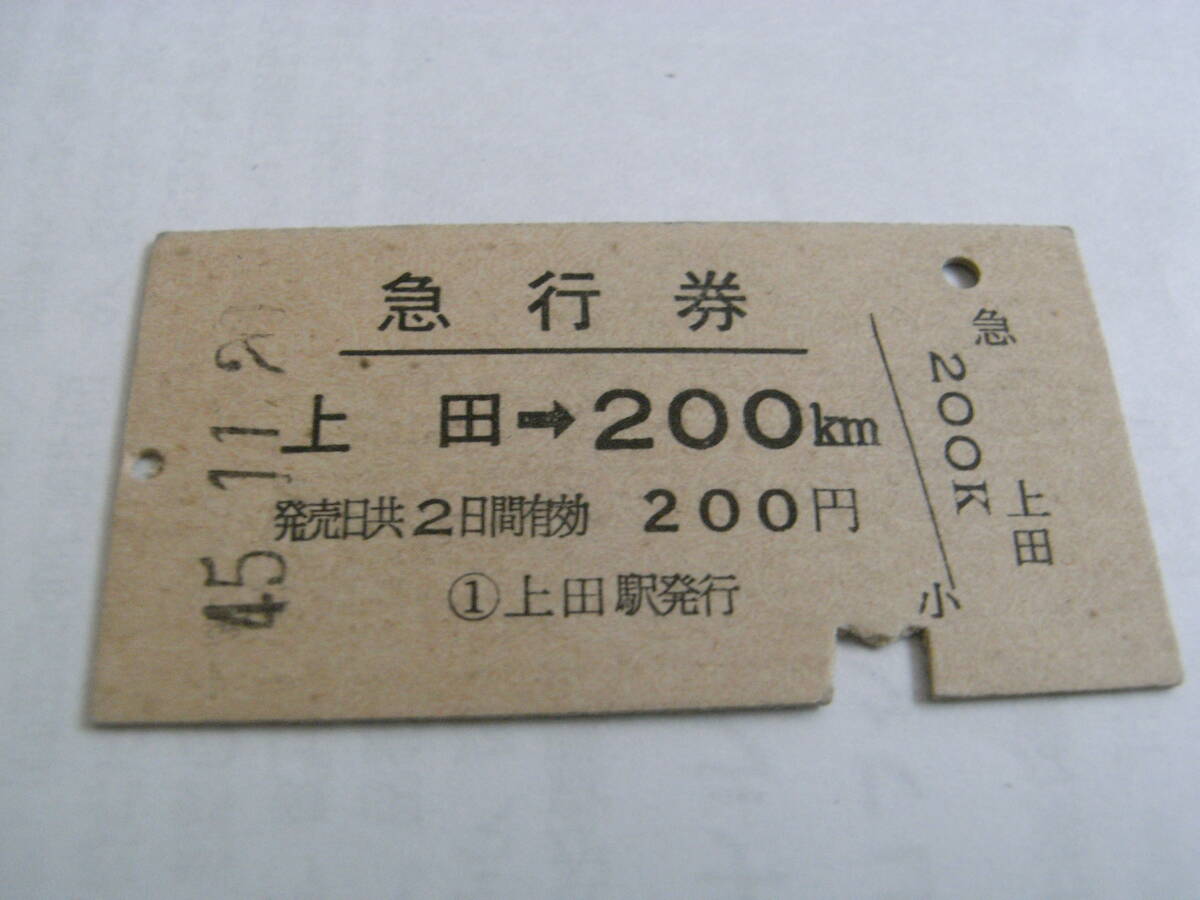 急行券
上田→200km
発売日共2日間有効 200円
①上田駅発行
45.11.
急 200K
上田
小